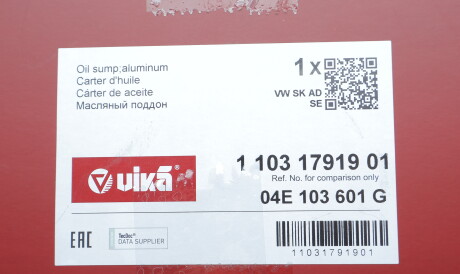 Oil sump;aluminum
Carter d'huile
Cárter de aceite
Масляный поддон
1 x
VW SK AD
SE
vika®
1 103 17919 01
Ref. No. for comparison only
04E 103 601 G
EAC
TecDoc
DATA SUPPLIER
11031791901